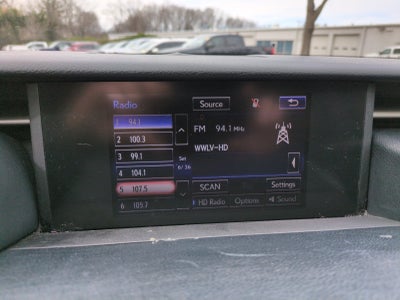 Radio
Source
1 94.1
2 100.3
3 99.1
4 104.1
5 107.5
6 105.7
Set
6/36
FM 94.1 MHz
WWLV-HD
SCAN
Settings
HD Radio
Options
Sound